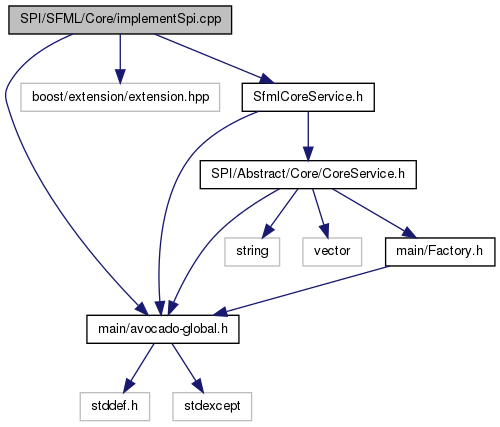 SPI/SFML/Core/implementSpi.cpp
boost/extension/extension.hpp
SfmlCoreService.h
SPI/Abstract/Core/CoreService.h
string
vector
main/Factory.h
main/avocado-global.h
stddef.h
stdexcept